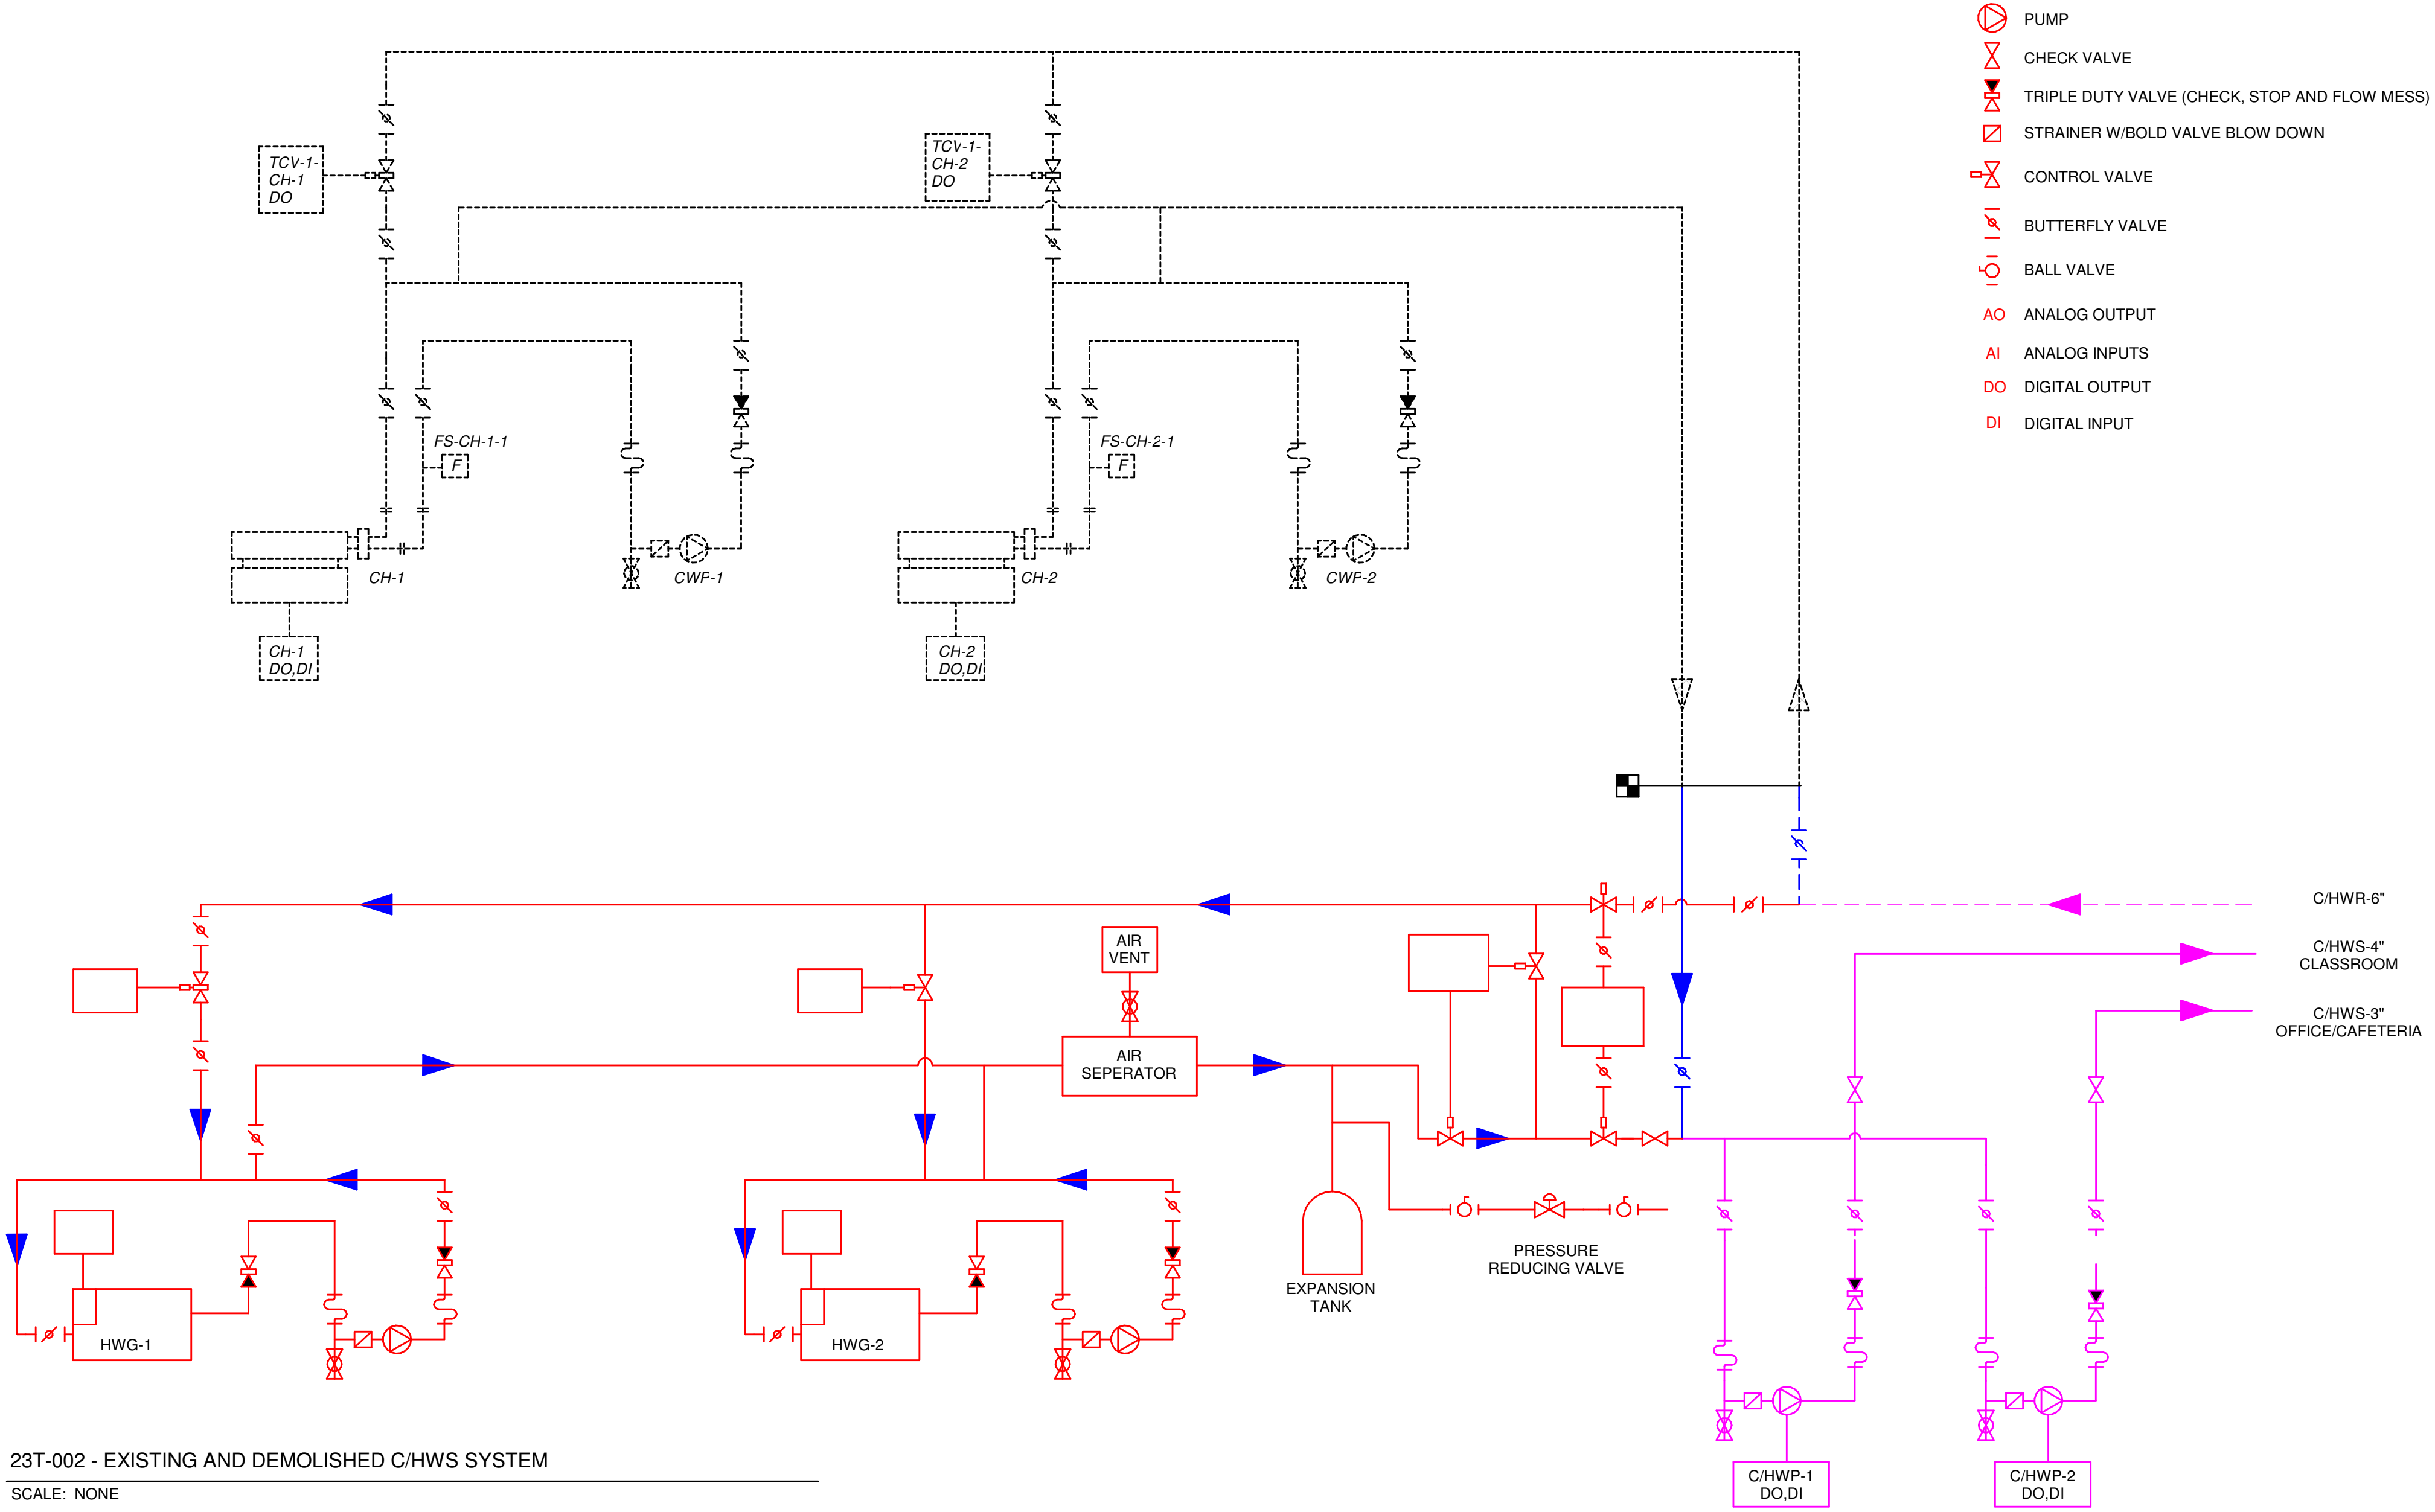 PUMP
CHECK VALVE
TRIPLE DUTY VALVE (CHECK, STOP AND FLOW MESS)
STRAINER W/BOLD VALVE BLOW DOWN
CONTROL VALVE
BUTTERFLY VALVE
BALL VALVE
AO ANALOG OUTPUT
AI ANALOG INPUTS
DO DIGITAL OUTPUT
DI DIGITAL INPUT
TCV-1-
CH-1
DO
TCV-1-
CH-2
DO
FS-CH-1-1
F
FS-CH-2-1
F
CH-1
CWP-1
CH-2
CWP-2
CH-1
DO,DI
CH-2
DO,DI
C/HWR-6"
C/HWS-4"
CLASSROOM
C/HWS-3"
OFFICE/CAFETERIA
AIR
VENT
AIR
SEPERATOR
PRESSURE
REDUCING VALVE
EXPANSION
TANK
HWG-1
HWG-2
C/HWP-1
DO,DI
C/HWP-2
DO,DI
23T-002 - EXISTING AND DEMOLISHED C/HWS SYSTEM
SCALE: NONE